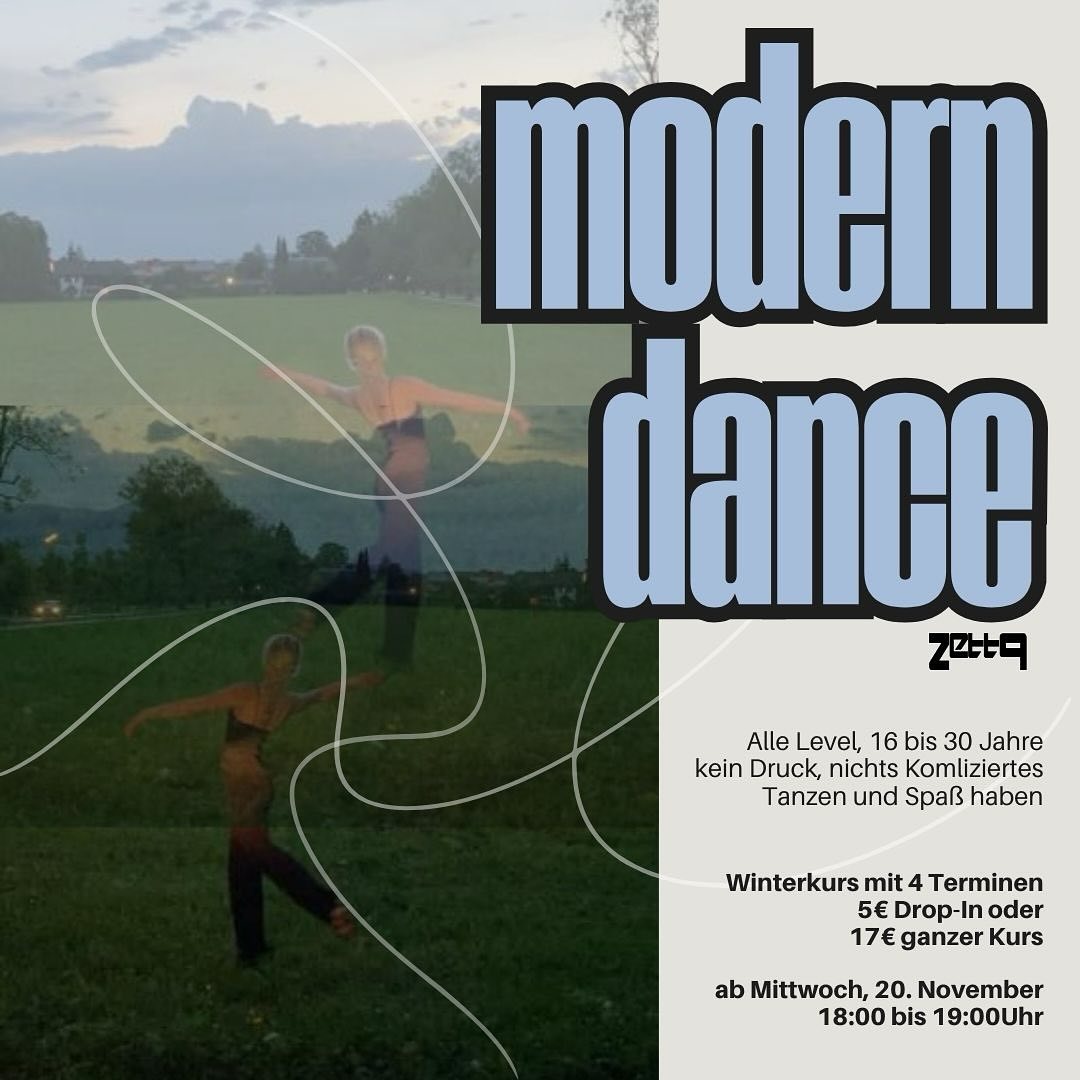 modern
dance
zett9
Alle Level, 16 bis 30 Jahre
kein Druck, nichts Komliziertes
Tanzen und Spaß haben
Winterkurs mit 4 Terminen
5€ Drop-In oder
17€ ganzer Kurs
ab Mittwoch, 20. November
18:00 bis 19:00Uhr